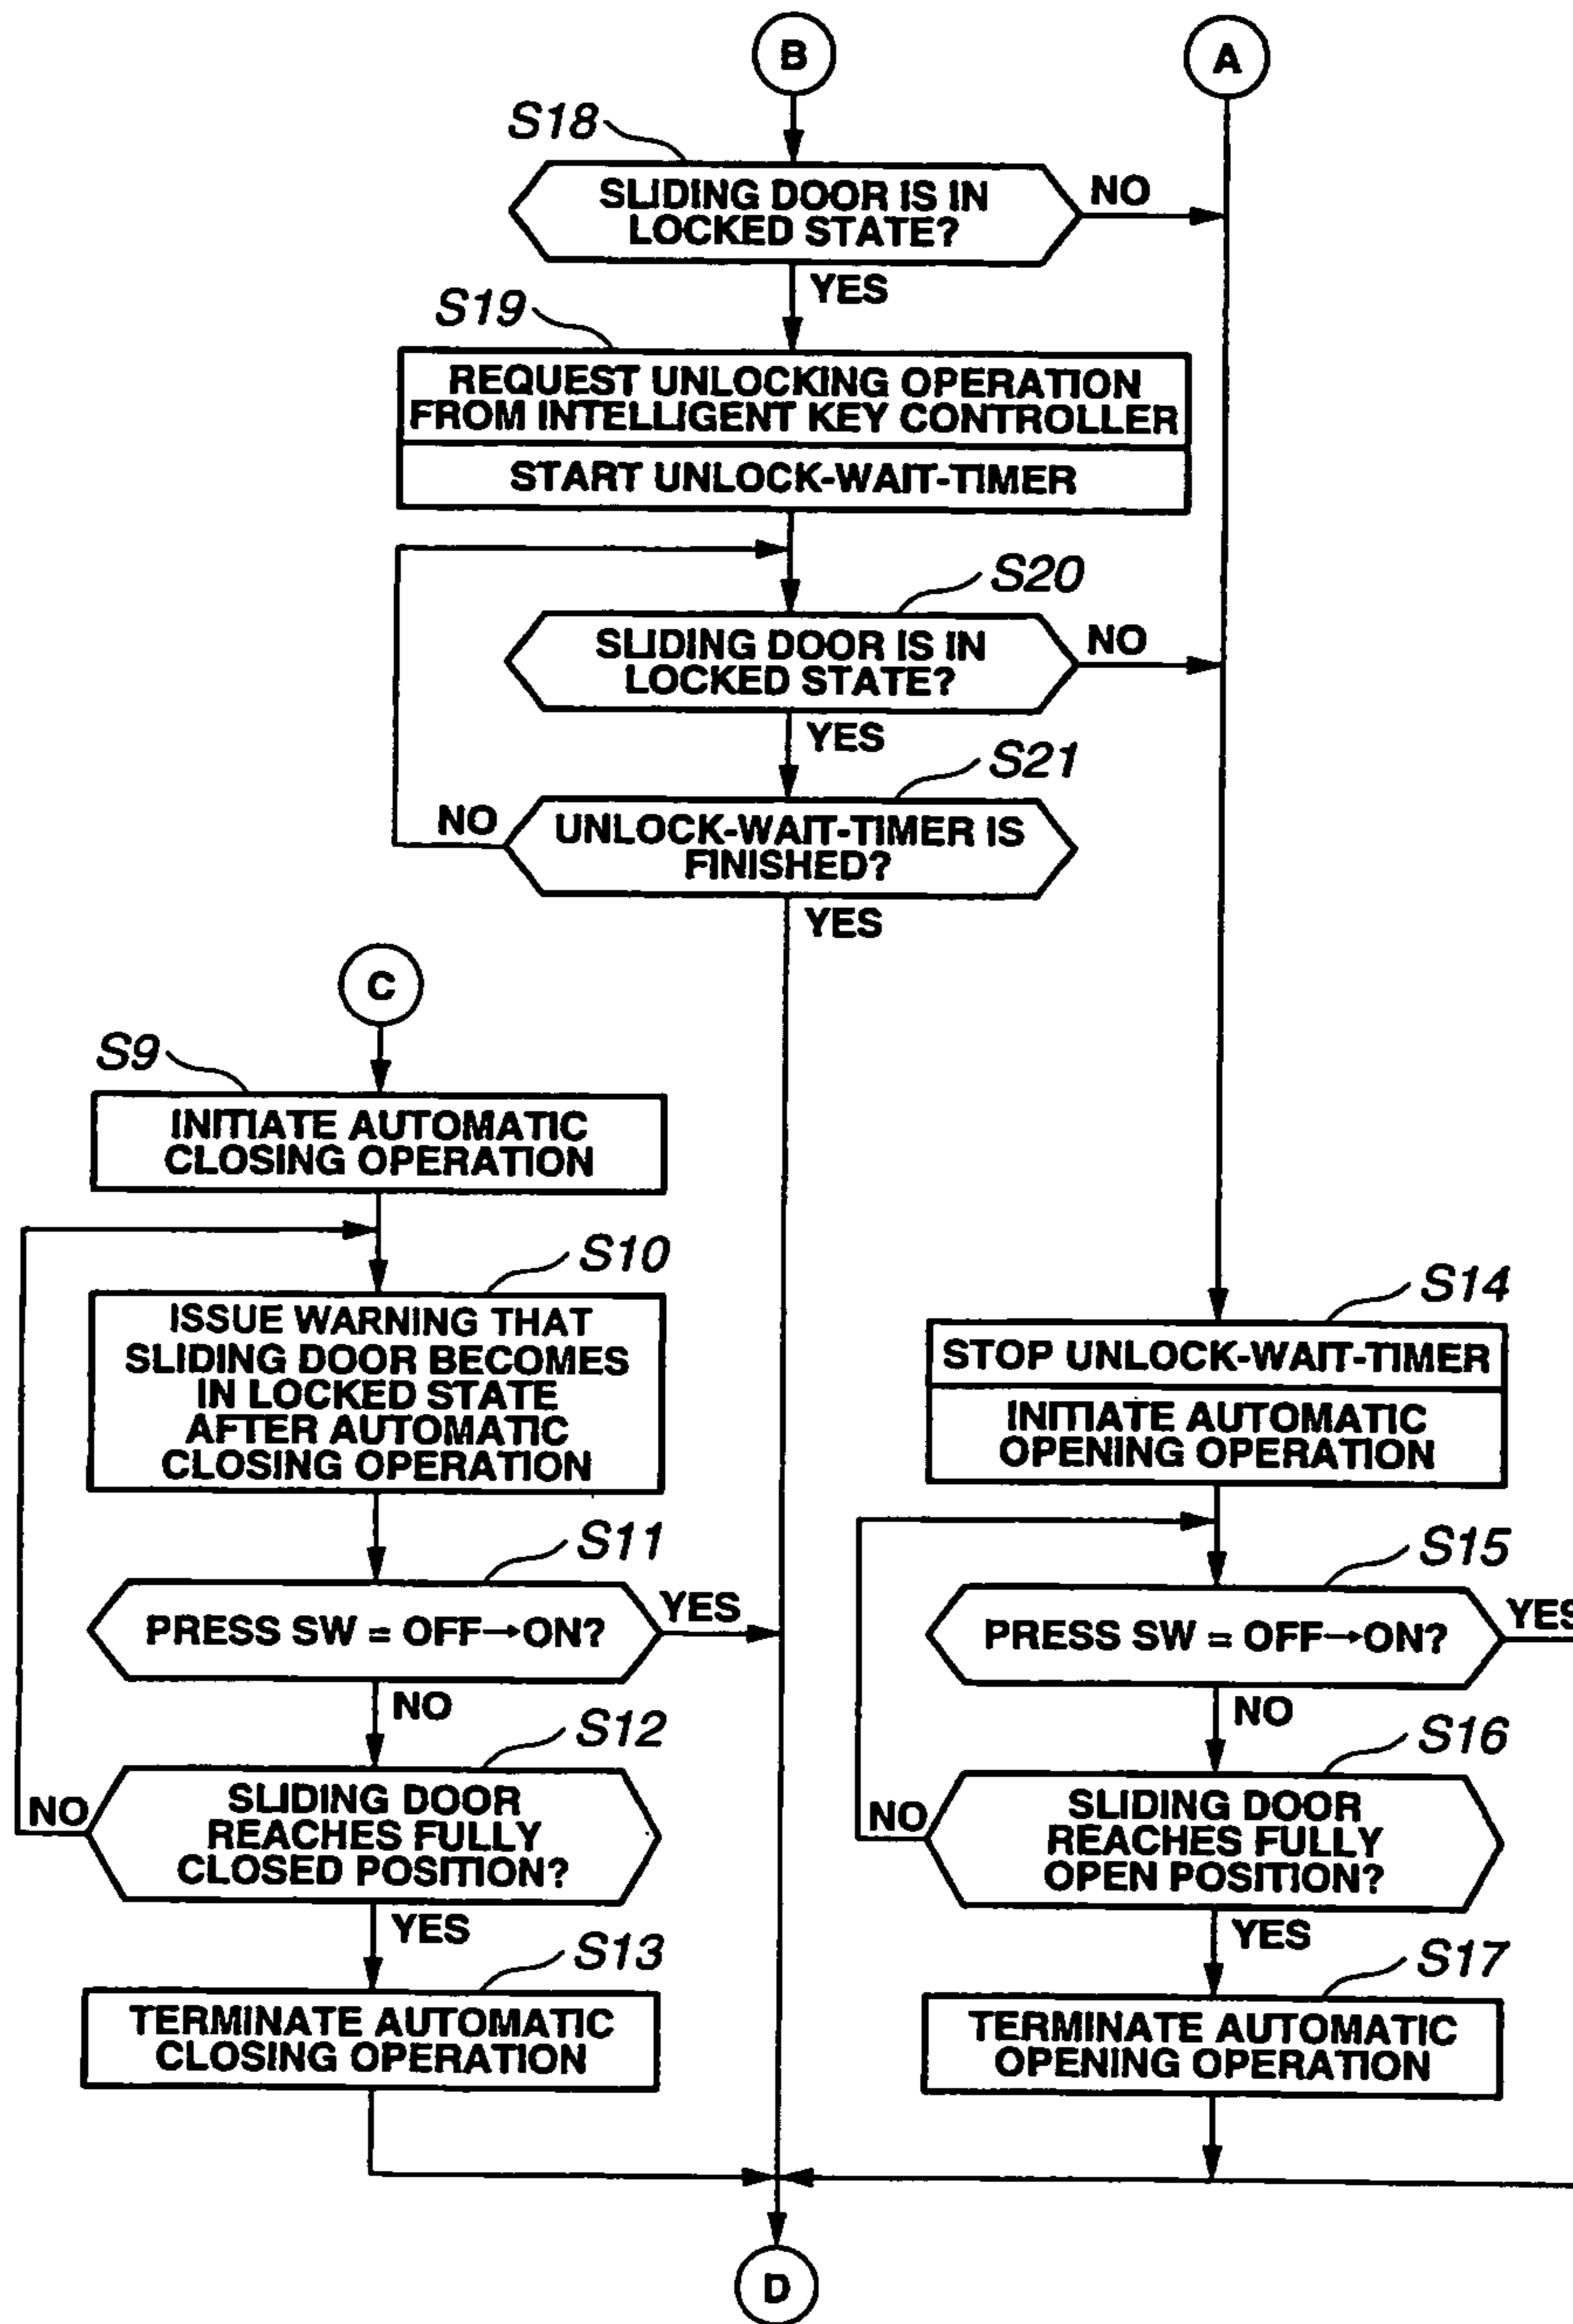 B
A
S18
SLIDING DOOR IS IN
LOCKED STATE?
NO
YES
S19
REQUEST UNLOCKING OPERATION
FROM INTELLIGENT KEY CONTROLLER
START UNLOCK-WAIT-TIMER
S20
SLIDING DOOR IS IN
LOCKED STATE?
NO
YES
S21
UNLOCK-WAIT-TIMER IS
FINISHED?
NO
YES
C
S9
INITIATE AUTOMATIC
CLOSING OPERATION
S10
ISSUE WARNING THAT
SLIDING DOOR BECOMES
IN LOCKED STATE
AFTER AUTOMATIC
CLOSING OPERATION
S11
PRESS SW = OFF→ON?
YES
NO
S12
SLIDING DOOR
REACHES FULLY
CLOSED POSITION?
NO
YES
S13
TERMINATE AUTOMATIC
CLOSING OPERATION
S14
STOP UNLOCK-WAIT-TIMER
INITIATE AUTOMATIC
OPENING OPERATION
S15
PRESS SW = OFF→ON?
YES
NO
S16
SLIDING DOOR
REACHES FULLY
OPEN POSITION?
NO
YES
S17
TERMINATE AUTOMATIC
OPENING OPERATION
D